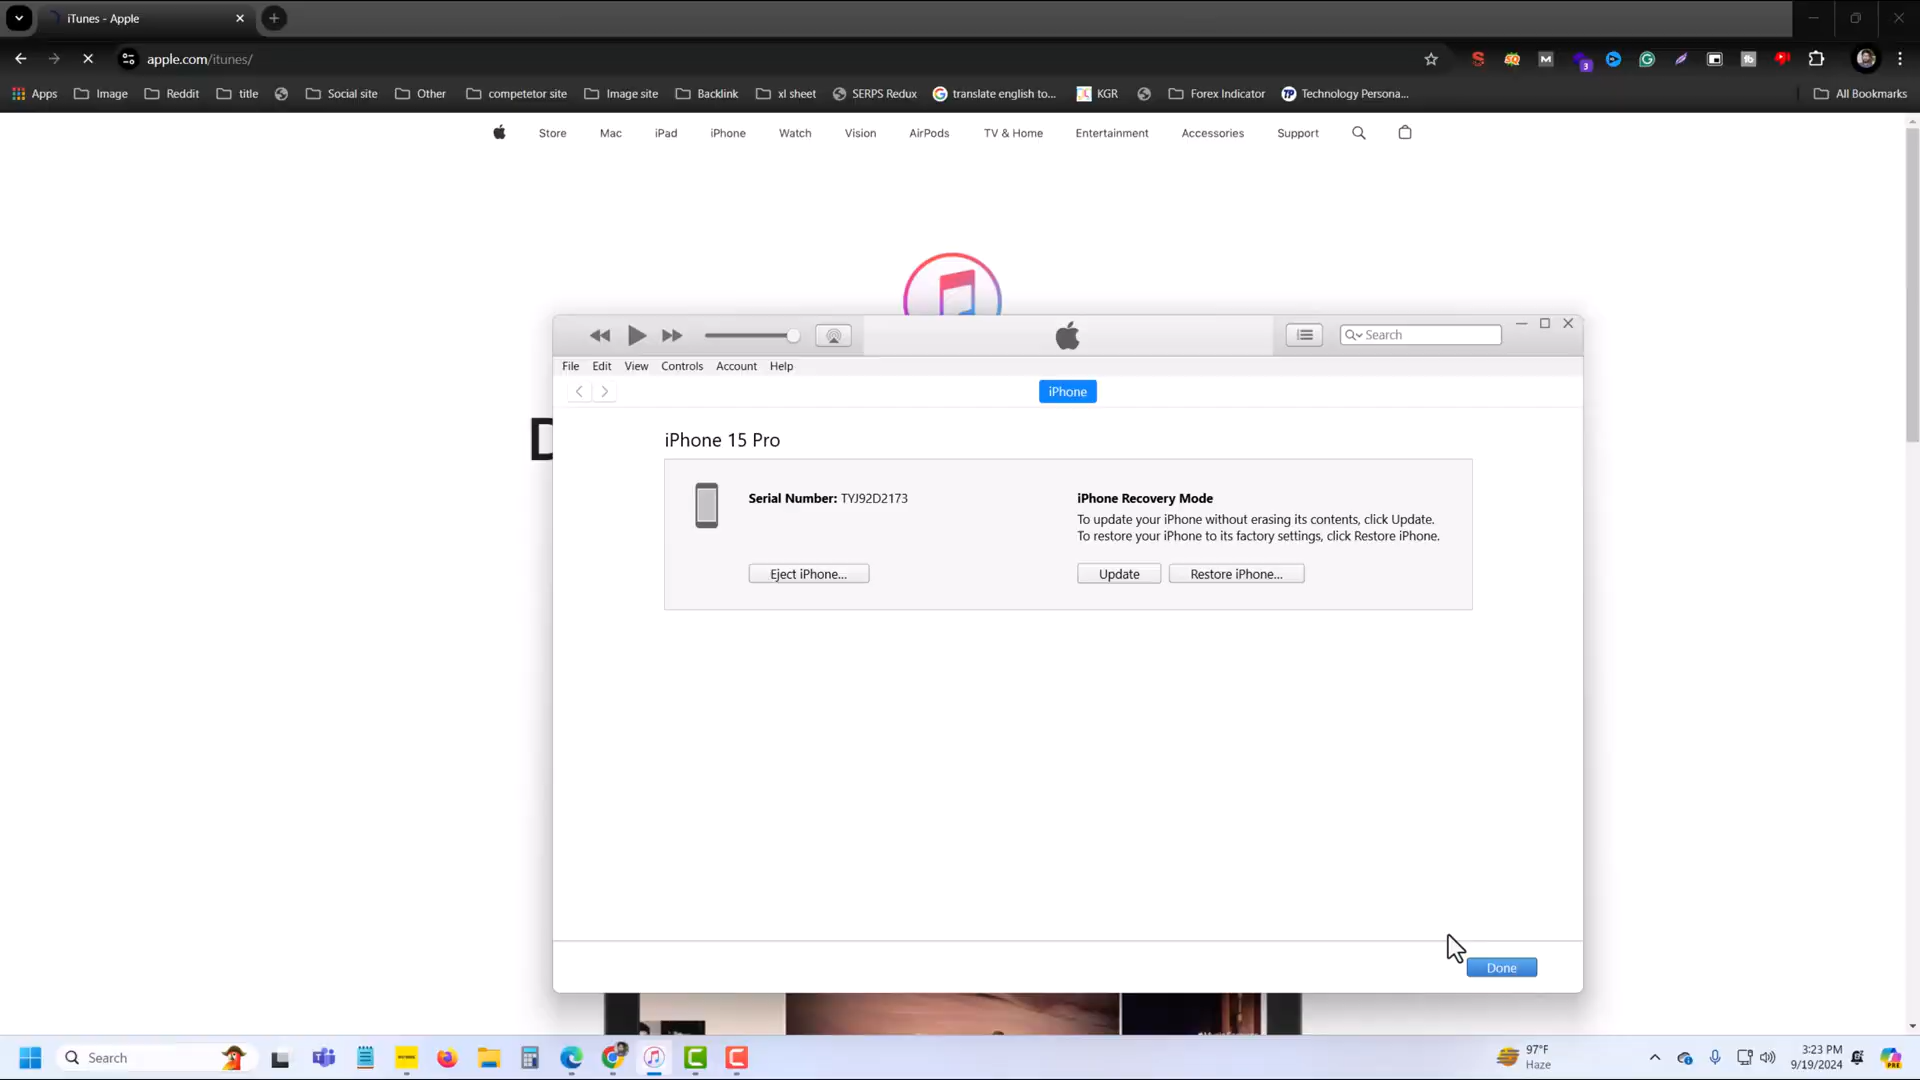 iTunes - Apple
apple.com/itunes/
3
Apps Image Reddit title Social site Other competetor site Image site Backlink xl sheet SERPS Redux translate english to... KGR Forex Indicator Technology Persona... All Bookmarks
Store Mac iPad iPhone Watch Vision AirPods TV & Home Entertainment Accessories Support
Search
File Edit View Controls Account Help
iPhone
D
iPhone 15 Pro
Serial Number: TYJ92D2173
iPhone Recovery Mode
To update your iPhone without erasing its contents, click Update.
To restore your iPhone to its factory settings, click Restore iPhone.
Eject iPhone... Update Restore iPhone...
Done
Search
97°F
Haze
3:23 PM
9/19/2024